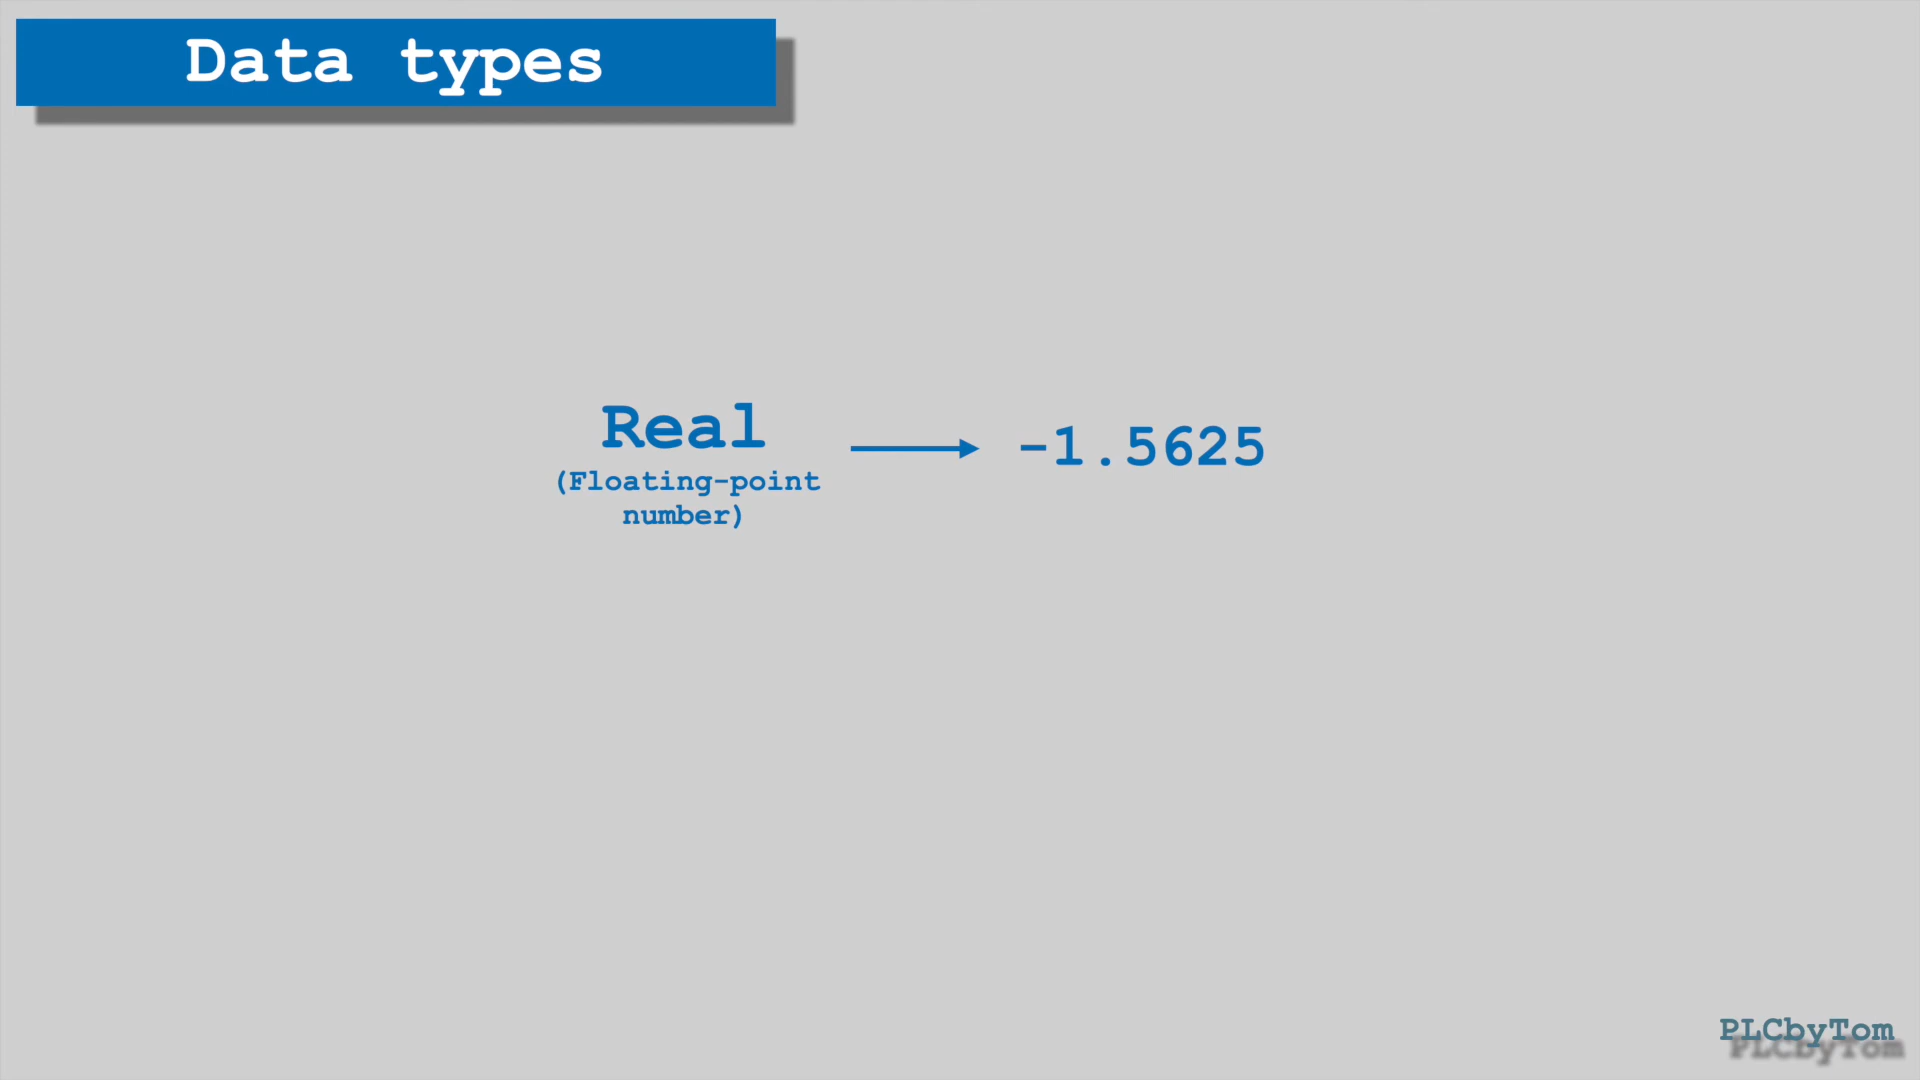 Data types
Real
(Floating-point
number)
-1.5625
PLCbyTom